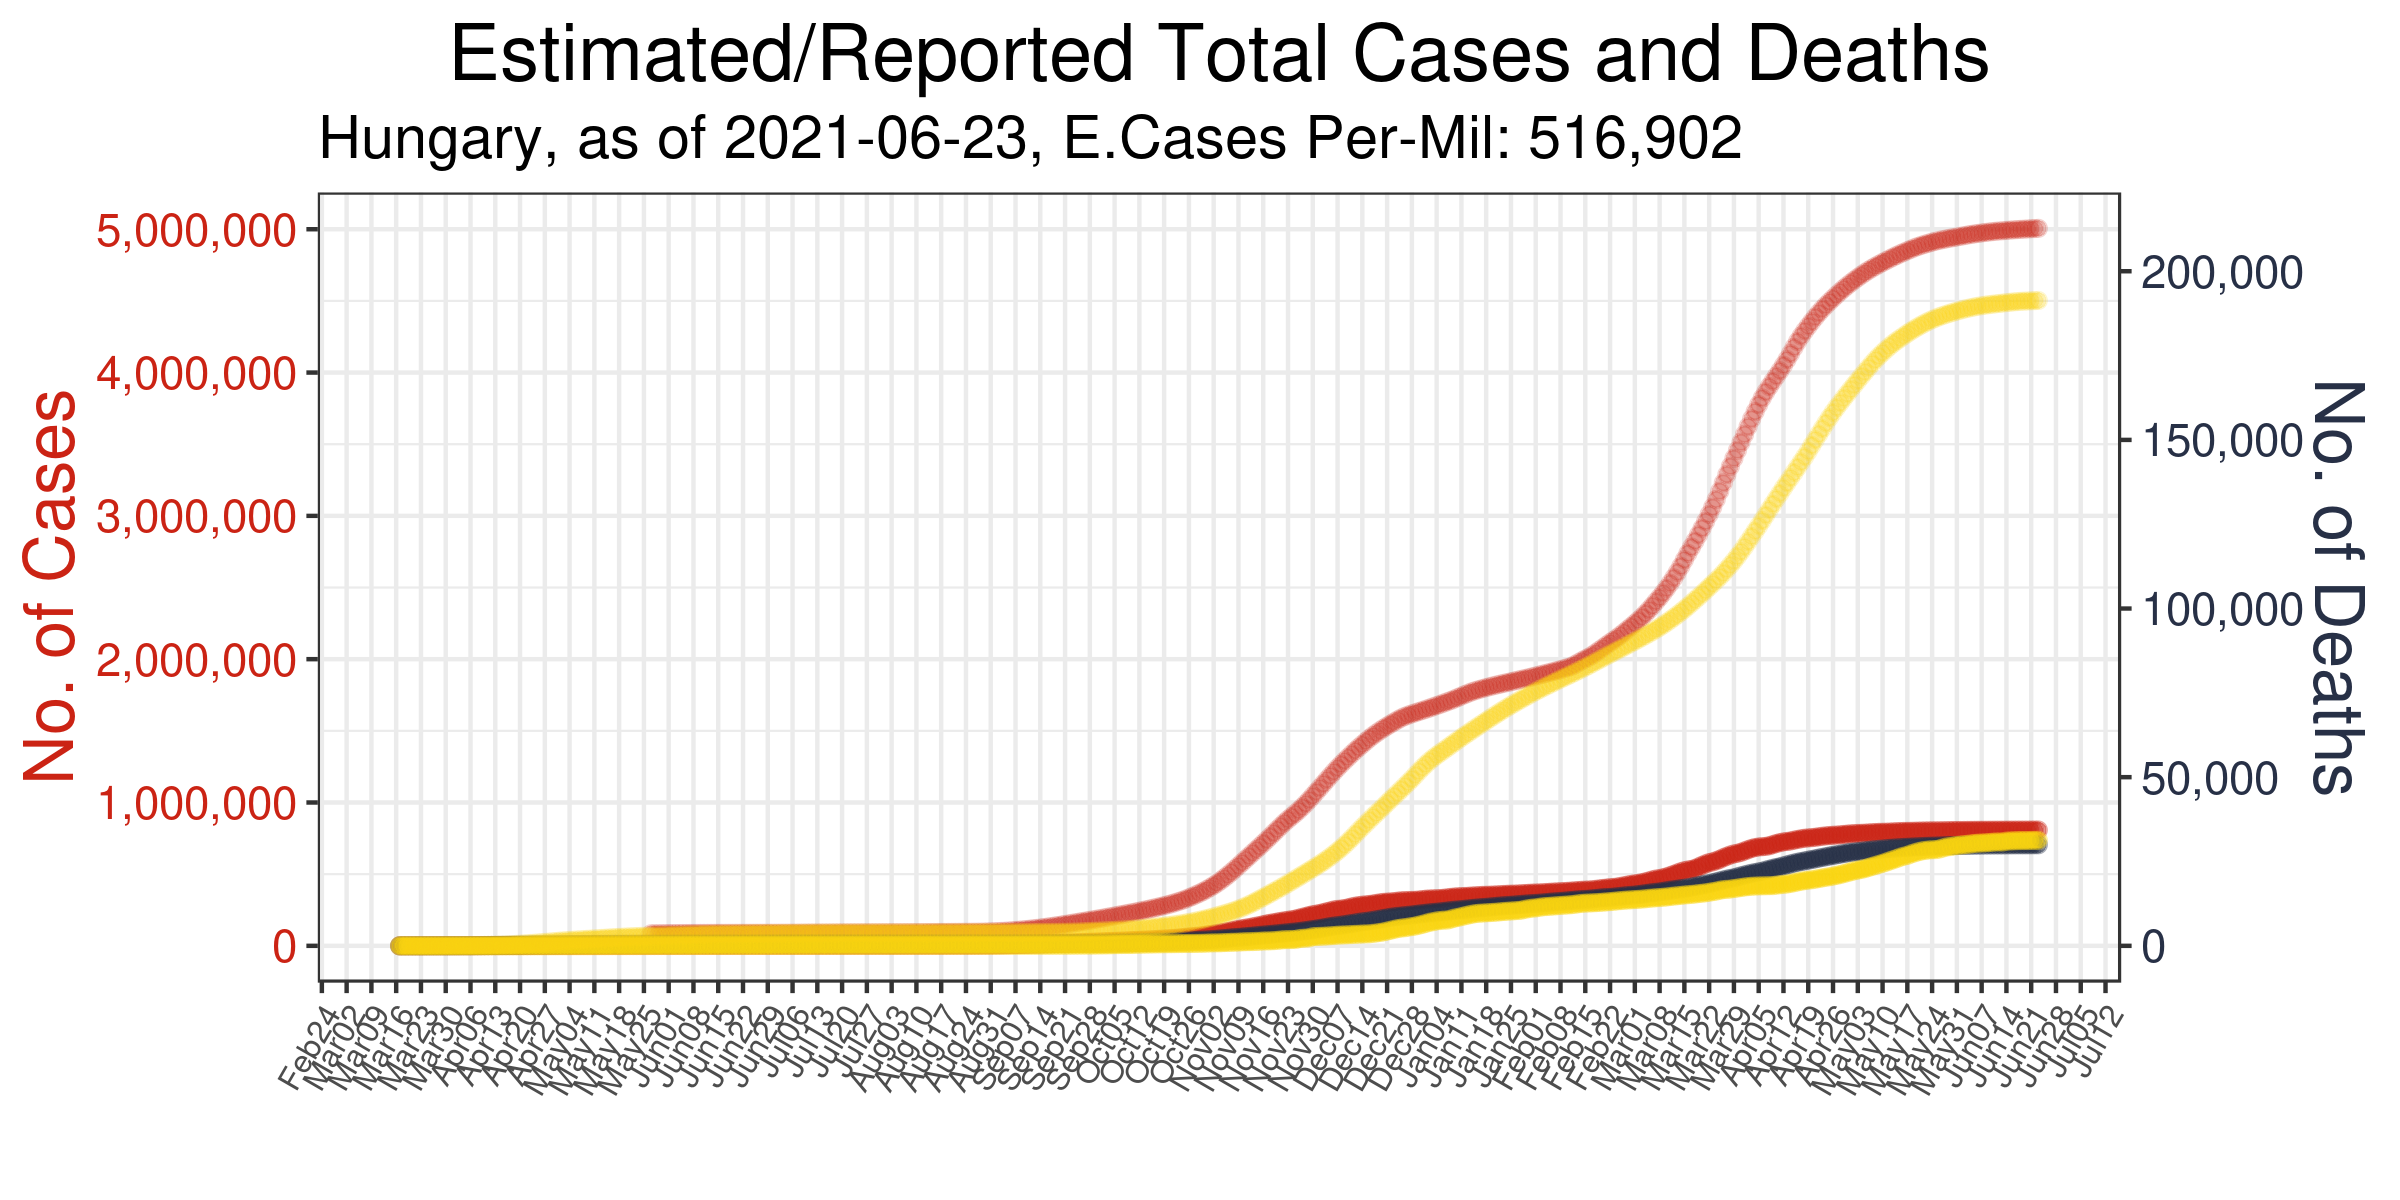 Estimated/Reported Total Cases and Deaths
Hungary, as of 2021-06-23, E.Cases Per-Mil: 516,902
No. of Cases
5,000,000
4,000,000
3,000,000
2,000,000
1,000,000
0
200,000
150,000
100,000
50,000
0
No. of Deaths
Feb24
Mar02
Mar09
Mar16
Mar23
Mar30
Apr06
Apr13
Apr20
Apr27
May04
May11
May18
May25
Jun01
Jun08
Jun15
Jun22
Jun29
Jul06
Jul13
Jul20
Jul27
Aug03
Aug10
Aug17
Aug24
Aug31
Sep07
Sep14
Sep21
Sep28
Oct05
Oct12
Oct19
Oct26
Nov02
Nov09
Nov16
Nov23
Nov30
Dec07
Dec14
Dec21
Dec28
Dec04
Jan11
Jan18
Jan25
Feb01
Feb08
Feb15
Feb22
Mar01
Mar08
Mar15
Mar22
Mar29
Apr05
Apr12
Apr19
Apr26
May03
May10
May17
May24
May31
Jun07
Jun14
Jun21
Jun28
Jul05
Jul12